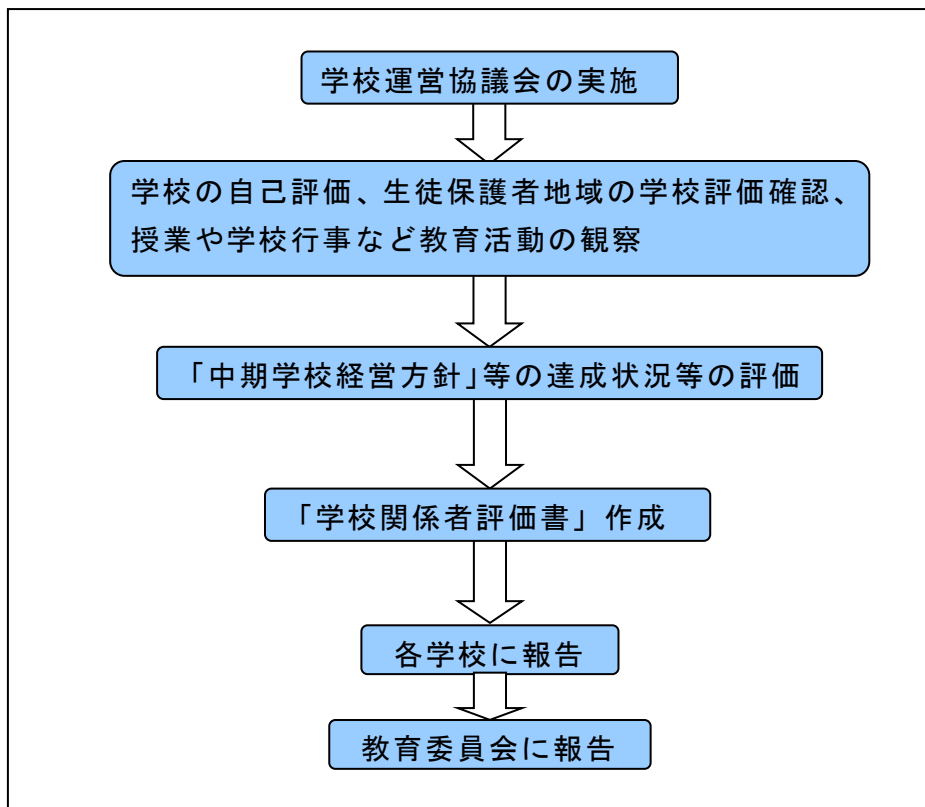 学校運営協議会の実施
学校の自己評価、生徒保護者地域の学校評価確認、
授業や学校行事など教育活動の観察
「中期学校経営方針」等の達成状況等の評価
「学校関係者評価書」作成
各学校に報告
教育委員会に報告